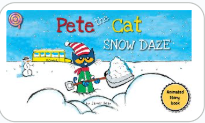 Pete the Cat
SNOW DAZE
Animated
Story
book